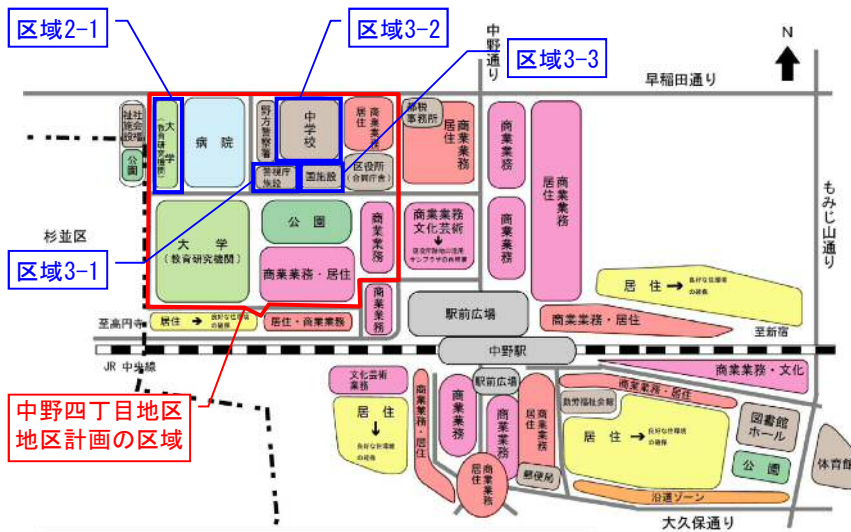 区域2-1
区域3-2
区域3-3
中野通り
N
早稲田通り
社会福祉施設
大学
(教育研究機関)
病院
野方警察署
中学校
商業業務
居住
都税
事務所
商業業務
居住
商業業務
商業業務
居住
公園
警視庁
施設
国施設
区役所
(合同庁舎)
もみじ山通り
杉並区
大学
(教育研究機関)
公園
商業業務
商業業務
文化芸術
商業業務
区域3-1
商業業務・居住
居住
良好な住環境
の確保
至高円寺
居住
良好な住環境
の確保
居住・商業業務
商業業務
駅前広場
商業業務・居住
至新宿
中野駅
JR 中央線
商業業務・文化
中野四丁目地区
地区計画の区域
文化芸術
業務
居住
良好な住環境
の確保
商業業務・居住
商業業務
駅前広場
商業業務
商業業務
居住
商業業務・居住
勤労福祉会館
居住
良好な住環境
の確保
図書館
ホール
公園
体育館
商業業務
居住
郵便局
沿道ゾーン
大久保通り